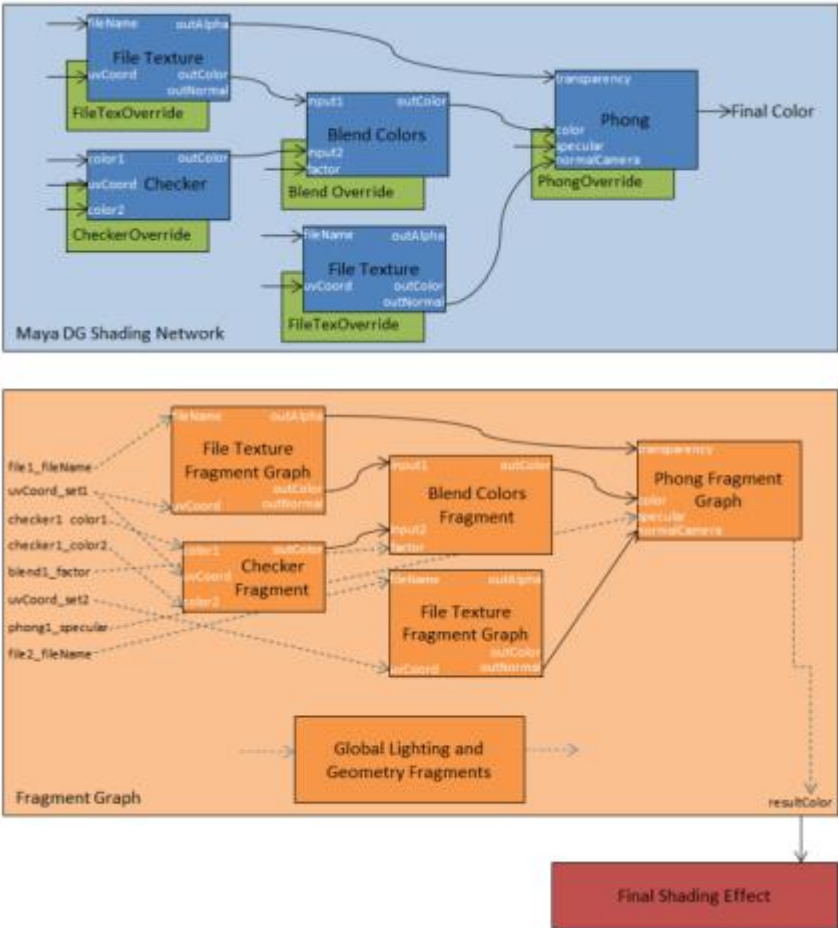 fileName outAlpha
File Texture
uvCoord outColor
outNormal
FileTexOverride
color1 outColor
uvCoord Checker
color2
CheckerOverride
input1 outColor
Blend Colors
input2
factor
Blend Override
fileName outAlpha
File Texture
uvCoord outColor
outNormal
FileTexOverride
transparency
Phong
color
specular
normalCamera
PhongOverride
Final Color
Maya DG Shading Network
file1_fileName
uvCoord_set1
checker1_color1
checker1_color2
blend1_factor
uvCoord_set2
phong1_specular
file2_fileName
fileName outAlpha
File Texture
Fragment Graph
outColor
uvCoord outNormal
color1 outColor
Checker
uvCoord
Fragment
color2
input1 outColor
Blend Colors
Fragment
input2
factor
fileName outAlpha
File Texture
Fragment Graph
outColor
uvCoord outNormal
transparency
Phong Fragment
Graph
color
specular
normalCamera
Global Lighting and
Geometry Fragments
Fragment Graph
resultColor
Final Shading Effect